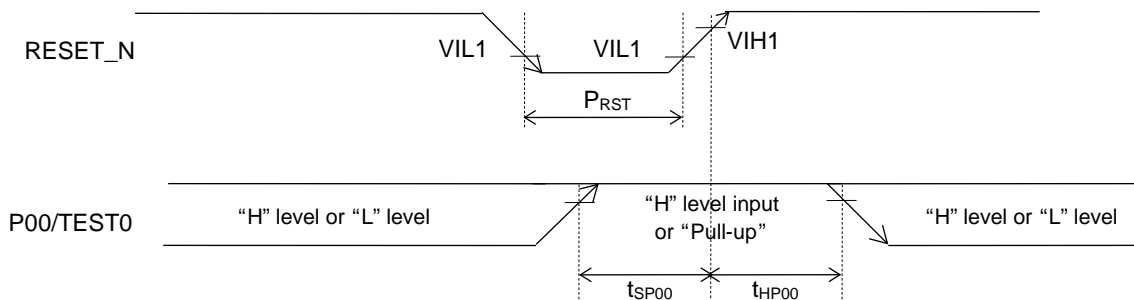 RESET_N
VIL1
VIL1
VIH1
PRST
P00/TEST0
“H” level or “L” level
“H” level input
or “Pull-up”
“H” level or “L” level
tSP00
tHP00